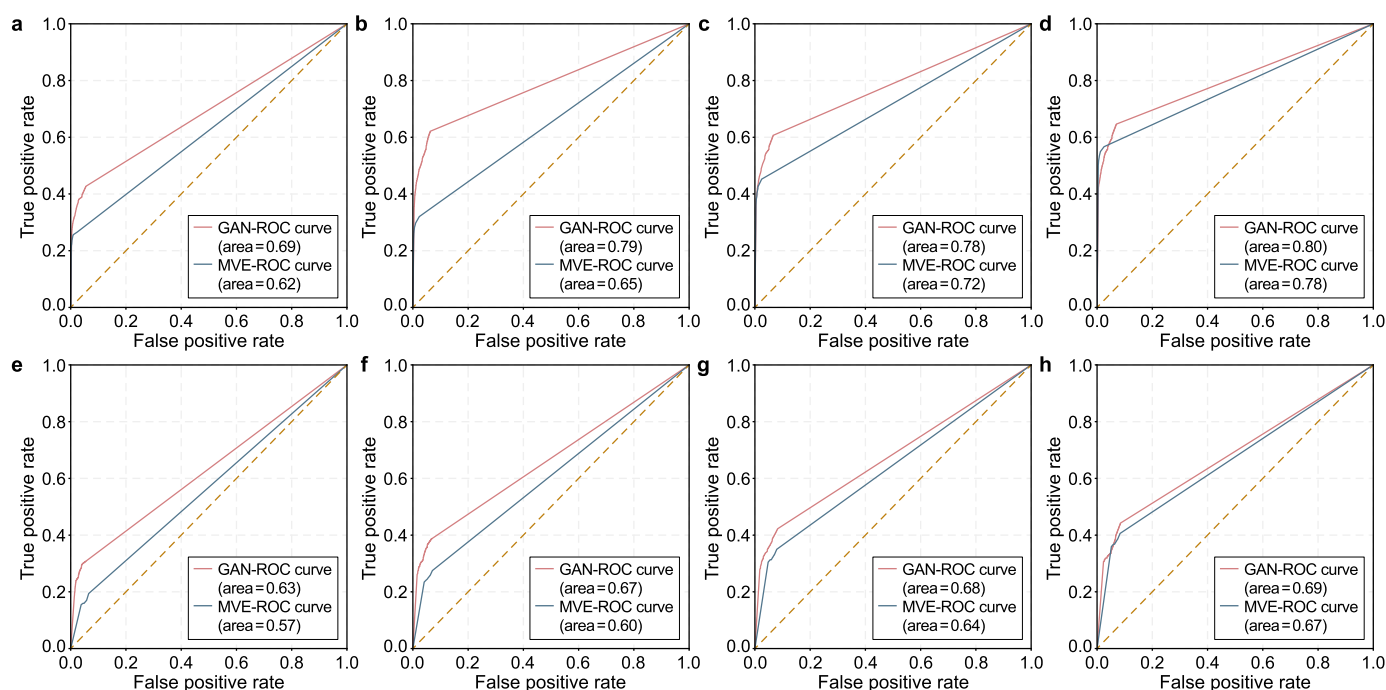 a
1.0
0.8
0.6
0.4
0.2
0.0
True positive rate
GAN-ROC curve
(area=0.69)
MVE-ROC curve
(area=0.62)
0.0 0.2 0.4 0.6 0.8 1.0
False positive rate
b
1.0
0.8
0.6
0.4
0.2
0.0
True positive rate
GAN-ROC curve
(area=0.79)
MVE-ROC curve
(area=0.65)
0.0 0.2 0.4 0.6 0.8 1.0
False positive rate
c
1.0
0.8
0.6
0.4
0.2
0.0
True positive rate
GAN-ROC curve
(area=0.78)
MVE-ROC curve
(area=0.72)
0.0 0.2 0.4 0.6 0.8 1.0
False positive rate
d
1.0
0.8
0.6
0.4
0.2
0.0
True positive rate
GAN-ROC curve
(area=0.80)
MVE-ROC curve
(area=0.78)
0.0 0.2 0.4 0.6 0.8 1.0
False positive rate
e
1.0
0.8
0.6
0.4
0.2
0.0
True positive rate
GAN-ROC curve
(area=0.63)
MVE-ROC curve
(area=0.57)
0.0 0.2 0.4 0.6 0.8 1.0
False positive rate
f
1.0
0.8
0.6
0.4
0.2
0.0
True positive rate
GAN-ROC curve
(area=0.67)
MVE-ROC curve
(area=0.60)
0.0 0.2 0.4 0.6 0.8 1.0
False positive rate
g
1.0
0.8
0.6
0.4
0.2
0.0
True positive rate
GAN-ROC curve
(area=0.68)
MVE-ROC curve
(area=0.64)
0.0 0.2 0.4 0.6 0.8 1.0
False positive rate
h
1.0
0.8
0.6
0.4
0.2
0.0
True positive rate
GAN-ROC curve
(area=0.69)
MVE-ROC curve
(area=0.67)
0.0 0.2 0.4 0.6 0.8 1.0
False positive rate